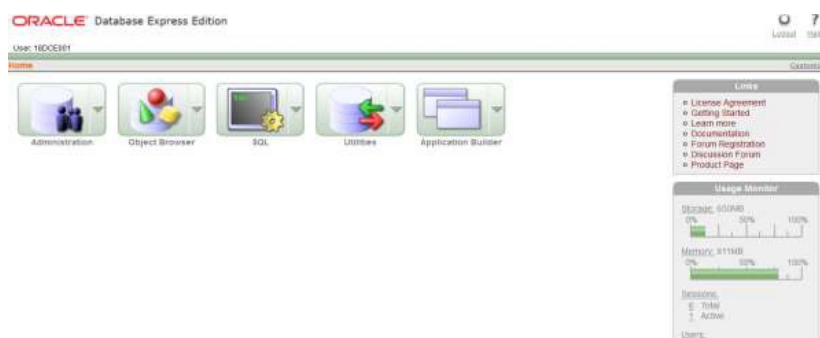 ORACLE Database Express Edition
Logout
User: 18DCE001
Home
Administration
Object Browser
SQL
Utilities
Application Builder
Links
License Agreement
Getting Started
Learn more
Documentation
Forum Registration
Discussion Forum
Product Page
Usage Monitor
Storage: 650MB
0% 50% 100%
Memory: 811MB
0% 50% 100%
Sessions:
Total
Active
Users: